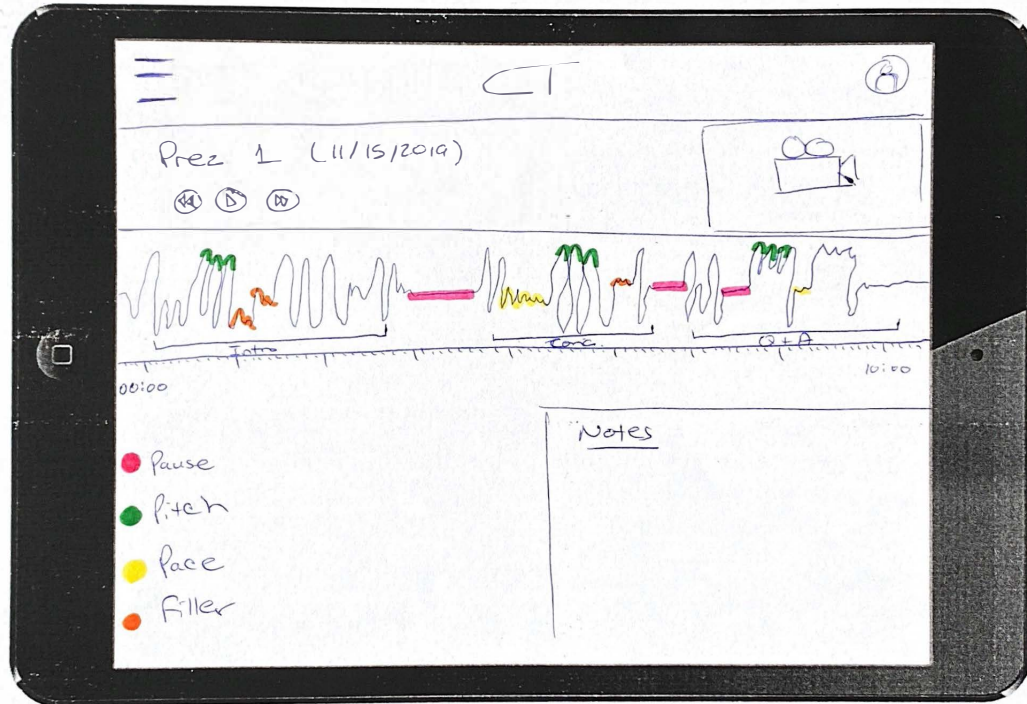 CT
Prez 1 (11/15/2019)
Intro
Conc.
Q+A
00:00
10:00
Notes
Pause
Pitch
Pace
Filler